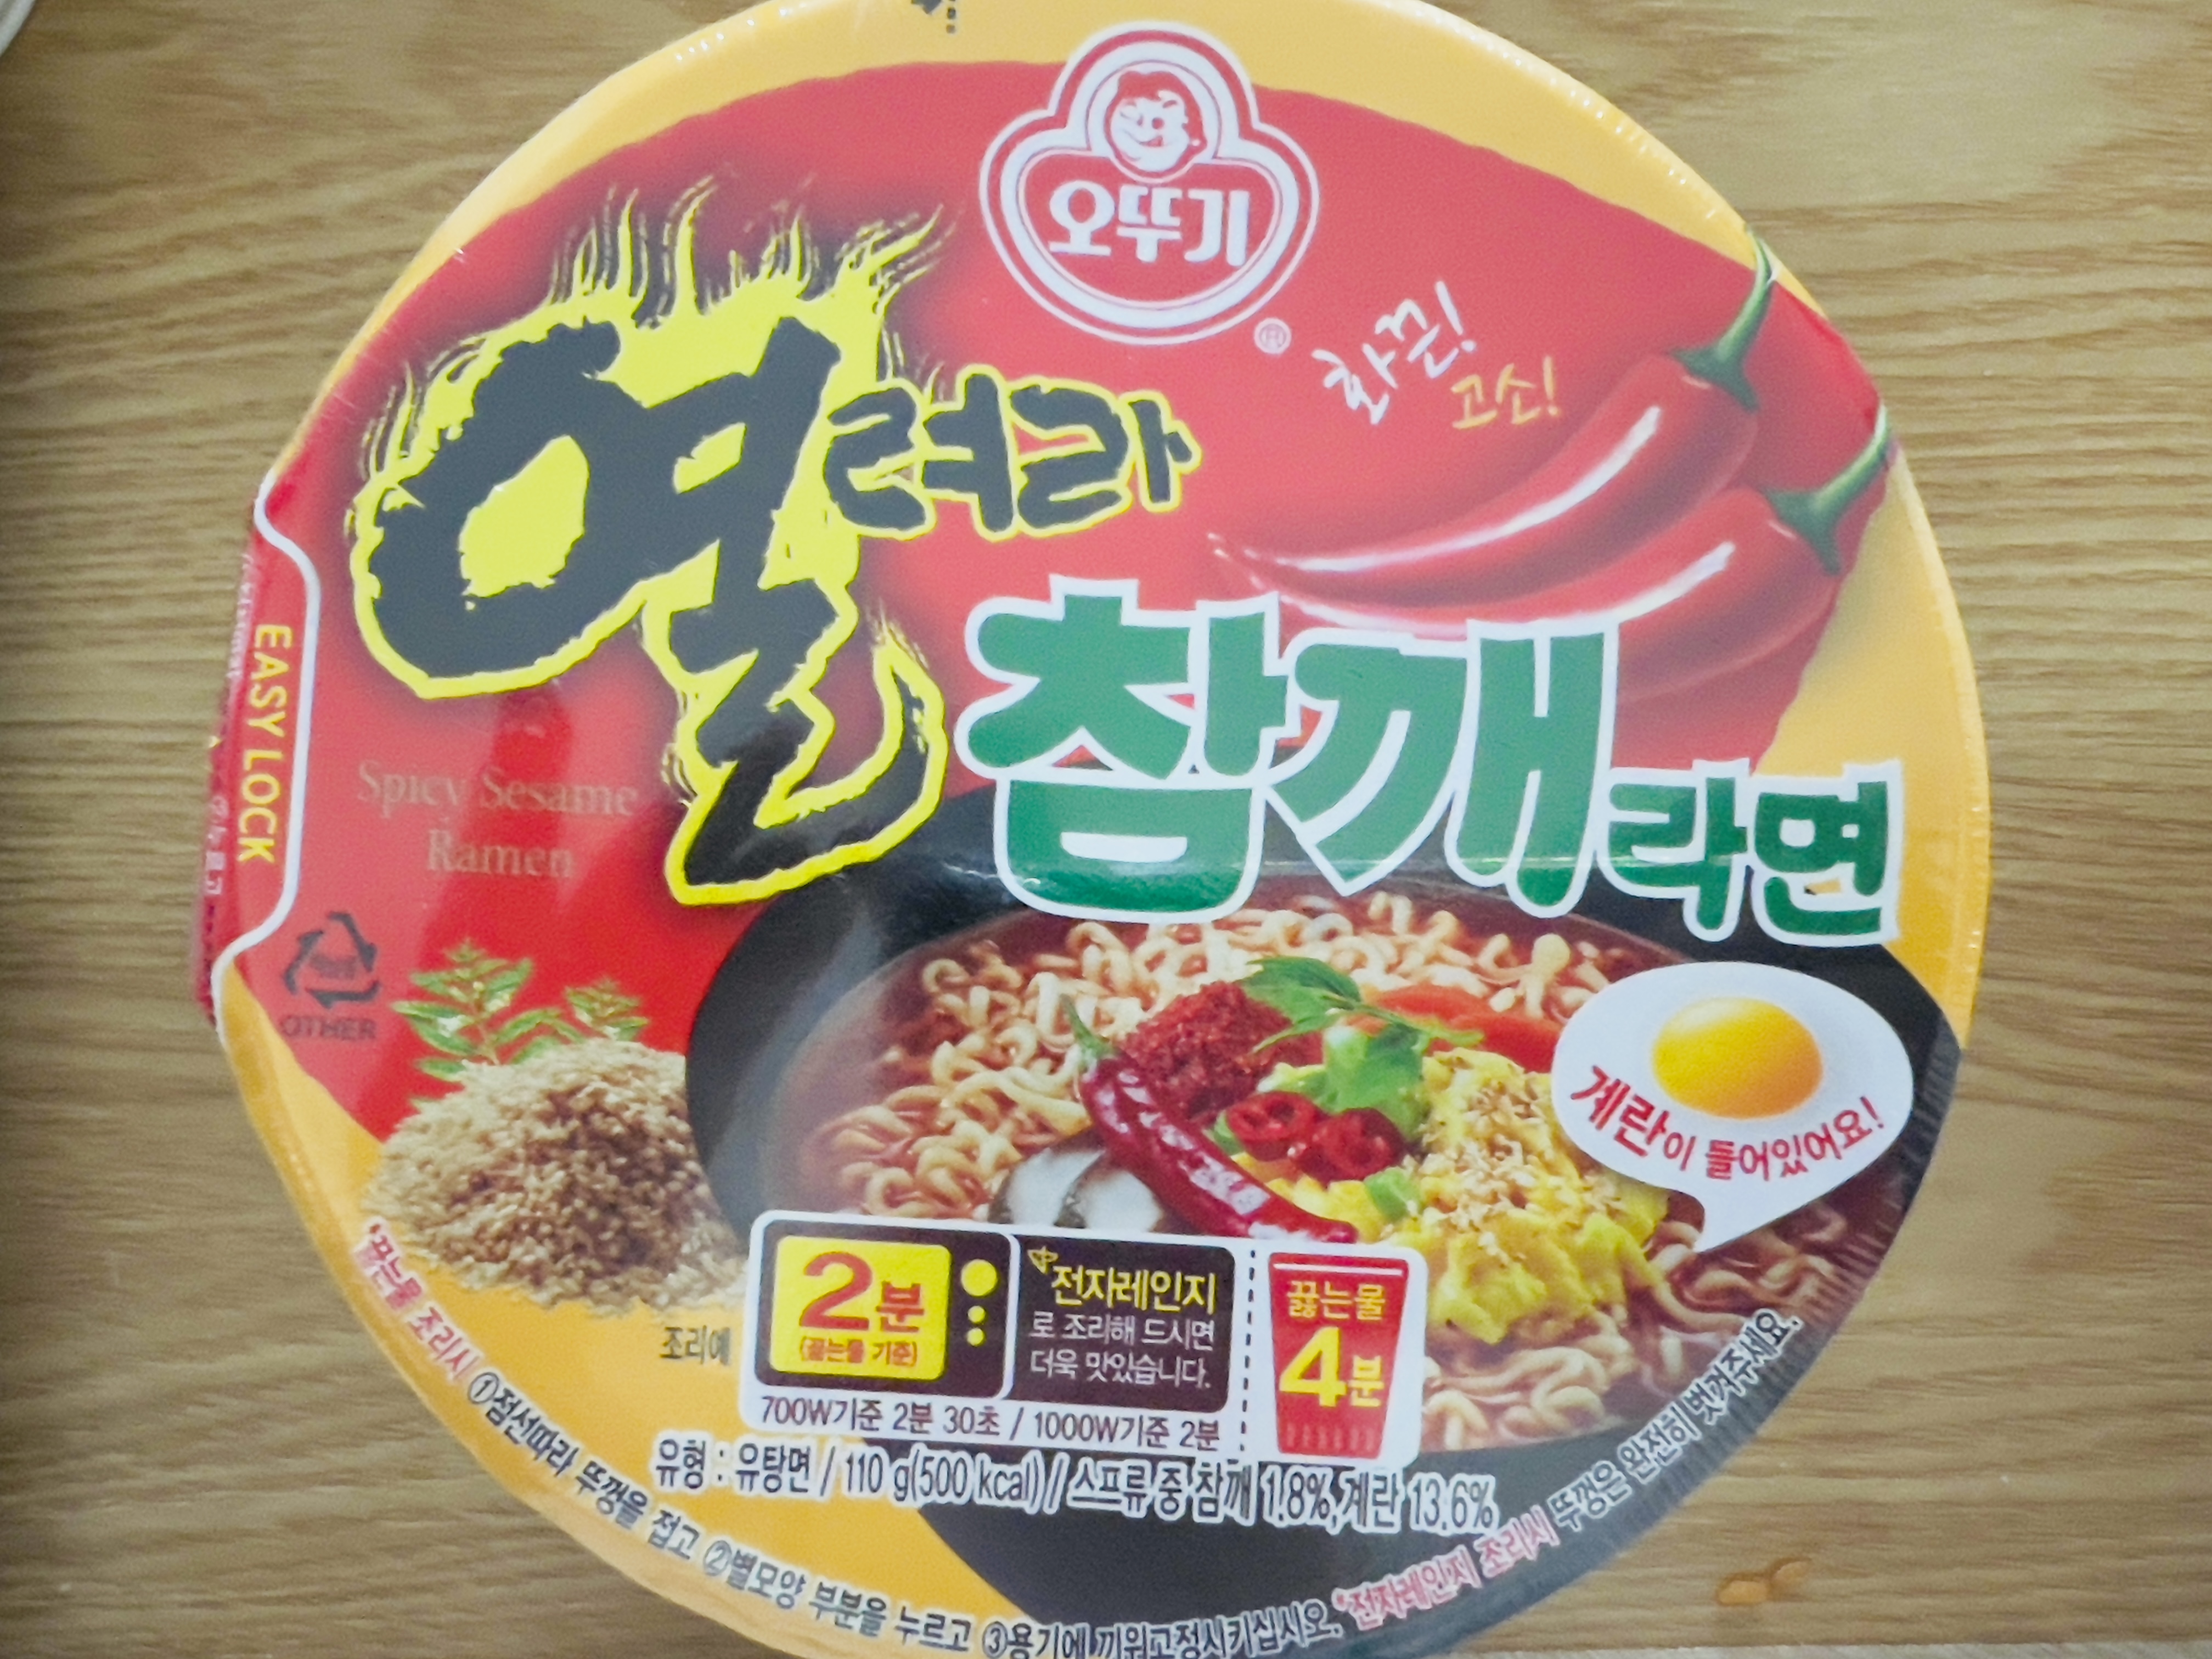 오뚜기
®
화끈!
고소!
열려라
참깨라면
EASY LOCK
Spicy Sesame
Ramen
OTHER
계란이 들어있어요!
조리예
2분
(끓는물 기준)
전자레인지
로 조리해 드시면
더욱 맛있습니다.
끓는물
4분
700W기준 2분 30초 / 1000W기준 2분
유형 : 유탕면 / 110 g(500 kcal) / 스프류 중 참깨 1.8%, 계란 13.6%
*끓는물 조리시 ①점선따라 뚜껑을 접고 ②별모양 부분을 누르고 ③용기에 끼워고정시키십시오.
*전자레인지 조리시 뚜껑은 완전히 벗겨주세요.